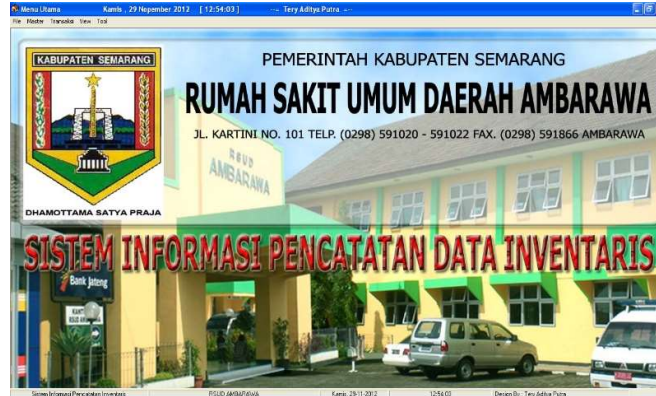 Menu Utama Kamis , 29 Nopember 2012 [ 12:54:03 ] --- Tery Aditya Putra ---
File Master Transaksi View Tool
KABUPATEN SEMARANG
DHAMOTTAMA SATYA PRAJA
PEMERINTAH KABUPATEN SEMARANG
RUMAH SAKIT UMUM DAERAH AMBARAWA
JL. KARTINI NO. 101 TELP. (0298) 591020 - 591022 FAX. (0298) 591866 AMBARAWA
RSUD
AMBARAWA
SISTEM INFORMASI PENCATATAN DATA INVENTARIS
Bank Jateng
Sistem Informasi Pencatatan Inventaris RSUD AMBARAWA Kamis, 29-11-2012 12:54:03 Design By : Tery Aditya Putra